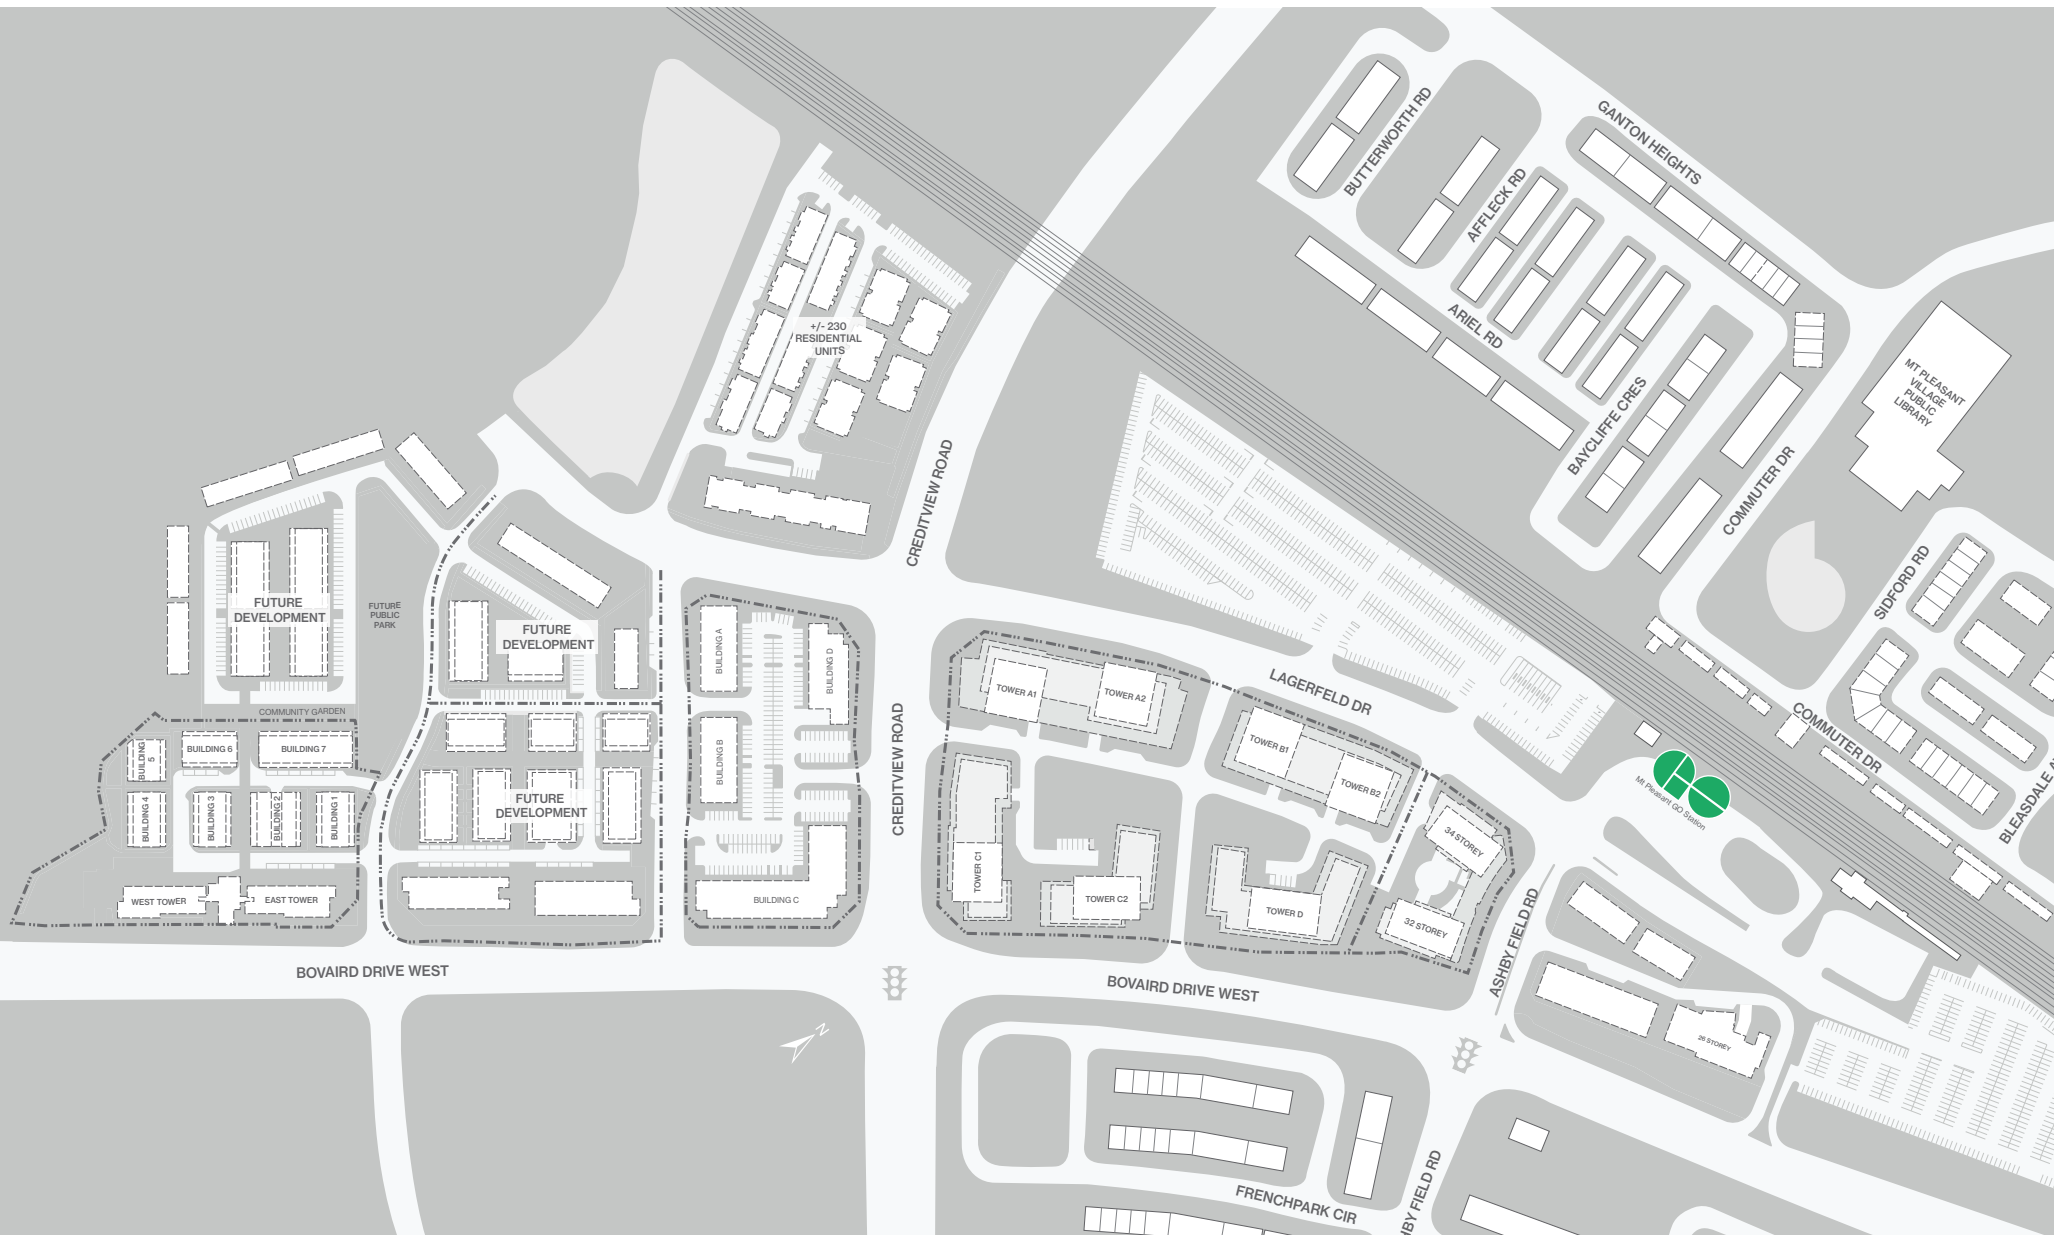 BUTTERWORTH RD
GANTON HEIGHTS
AFFLECK RD
ARIEL RD
BAYCLIFFE CRES
COMMUTER DR
MT PLEASANT
VILLAGE
PUBLIC
LIBRARY
SIDFORD RD
+/- 230
RESIDENTIAL
UNITS
CREDITVIEW ROAD
FUTURE
DEVELOPMENT
FUTURE
PUBLIC
PARK
FUTURE
DEVELOPMENT
BUILDING A
BUILDING D
COMMUNITY GARDEN
TOWER A1
TOWER A2
LAGERFELD DR
COMMUTER DR
BUILDING
5
BUILDING 6
BUILDING 7
BUILDING B
CREDITVIEW ROAD
TOWER B1
TOWER B2
Mt Pleasant GO Station
BLEASDALE A
BUILDING 4
BUILDING 3
BUILDING 2
BUILDING 1
FUTURE
DEVELOPMENT
34 STOREY
TOWER C1
WEST TOWER
EAST TOWER
BUILDING C
TOWER C2
TOWER D
32 STOREY
ASHBY FIELD RD
BOVAIRD DRIVE WEST
BOVAIRD DRIVE WEST
N
26 STOREY
FRENCHPARK CIR
HBY FIELD RD